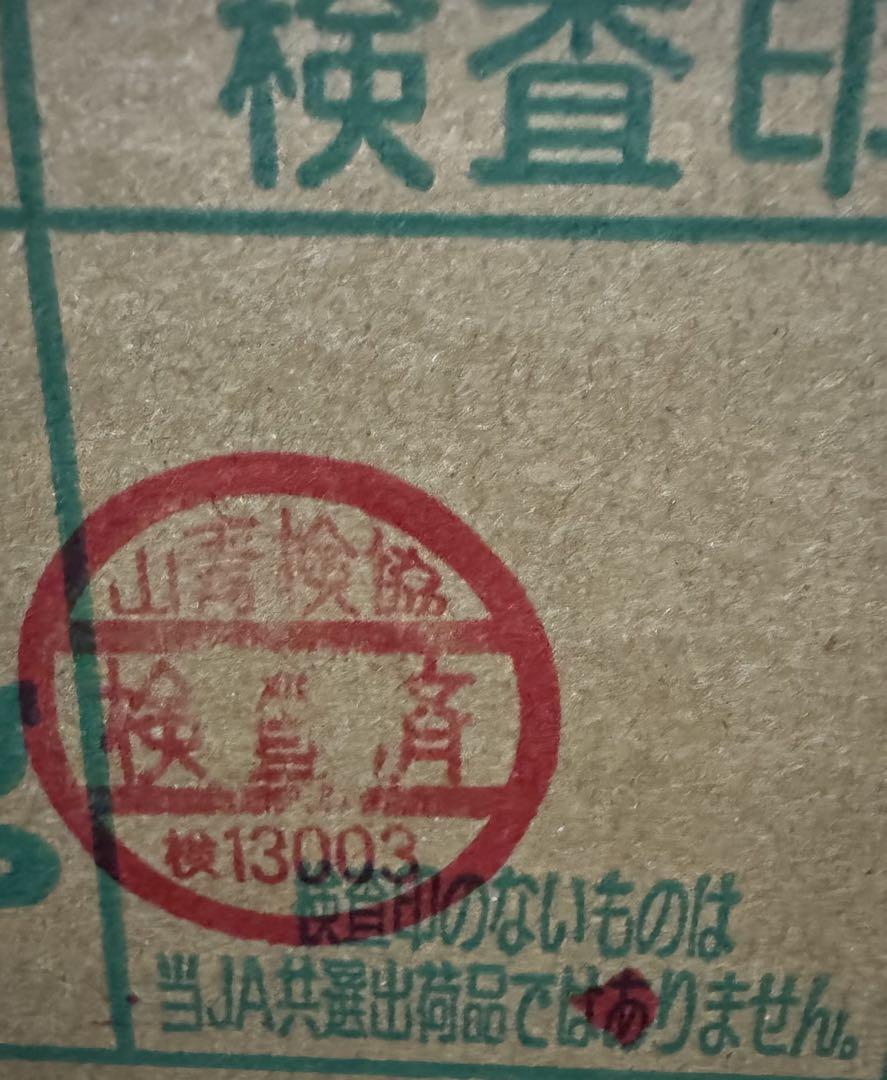 検査印
山青検協
検査済
検13003
検査印のないものは
当JA共選出荷品ではありません。